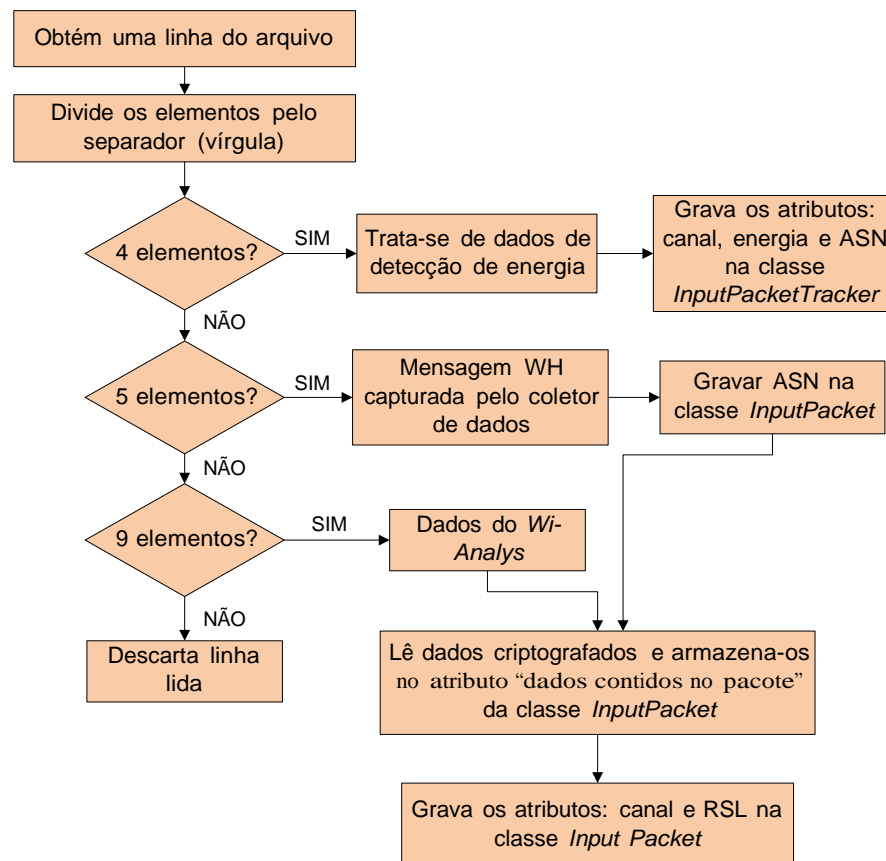 Obtém uma linha do arquivo
Divide os elementos pelo
separador (vírgula)
4 elementos?
SIM
Trata-se de dados de
detecção de energia
Grava os atributos:
canal, energia e ASN
na classe
InputPacketTracker
NÃO
5 elementos?
SIM
Mensagem WH
capturada pelo coletor
de dados
Gravar ASN na
classe InputPacket
NÃO
9 elementos?
SIM
Dados do Wi-
Analys
NÃO
Descarta linha
lida
Lê dados criptografados e armazena-os
no atributo “dados contidos no pacote”
da classe InputPacket
Grava os atributos: canal e RSL na
classe Input Packet